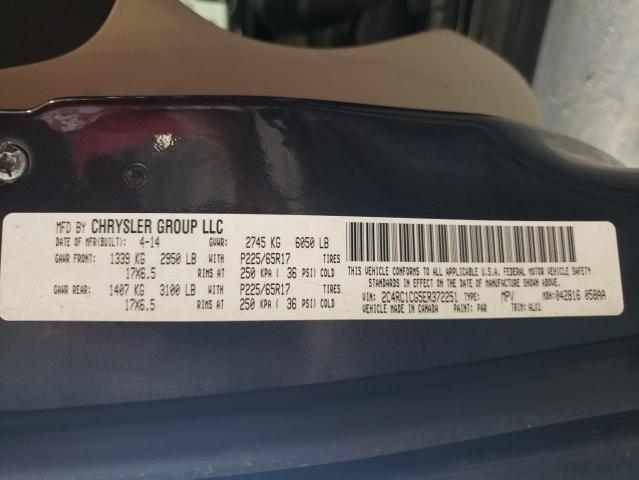 MFD BY CHRYSLER GROUP LLC
DATE OF MFR(BUILT): 4-14 GVWR: 2745 KG 6050 LB
GAWR FRONT: 1339 KG 2950 LB WITH P225/65R17 TIRES
17X6.5 RIMS AT 250 KPA ( 36 PSI) COLD
GAWR REAR: 1407 KG 3100 LB WITH P225/65R17 TIRES
17X6.5 RIMS AT 250 KPA ( 36 PSI) COLD
THIS VEHICLE CONFORMS TO ALL APPLICABLE U.S.A. FEDERAL MOTOR VEHICLE SAFETY
STANDARDS IN EFFECT ON THE DATE OF MANUFACTURE SHOWN ABOVE.
VIN: 2C4RC1CG5ER372251 TYPE: MPV MDH: 042816 058AA
VEHICLE MADE IN CANADA PAINT: PAR TRIM: ALX1